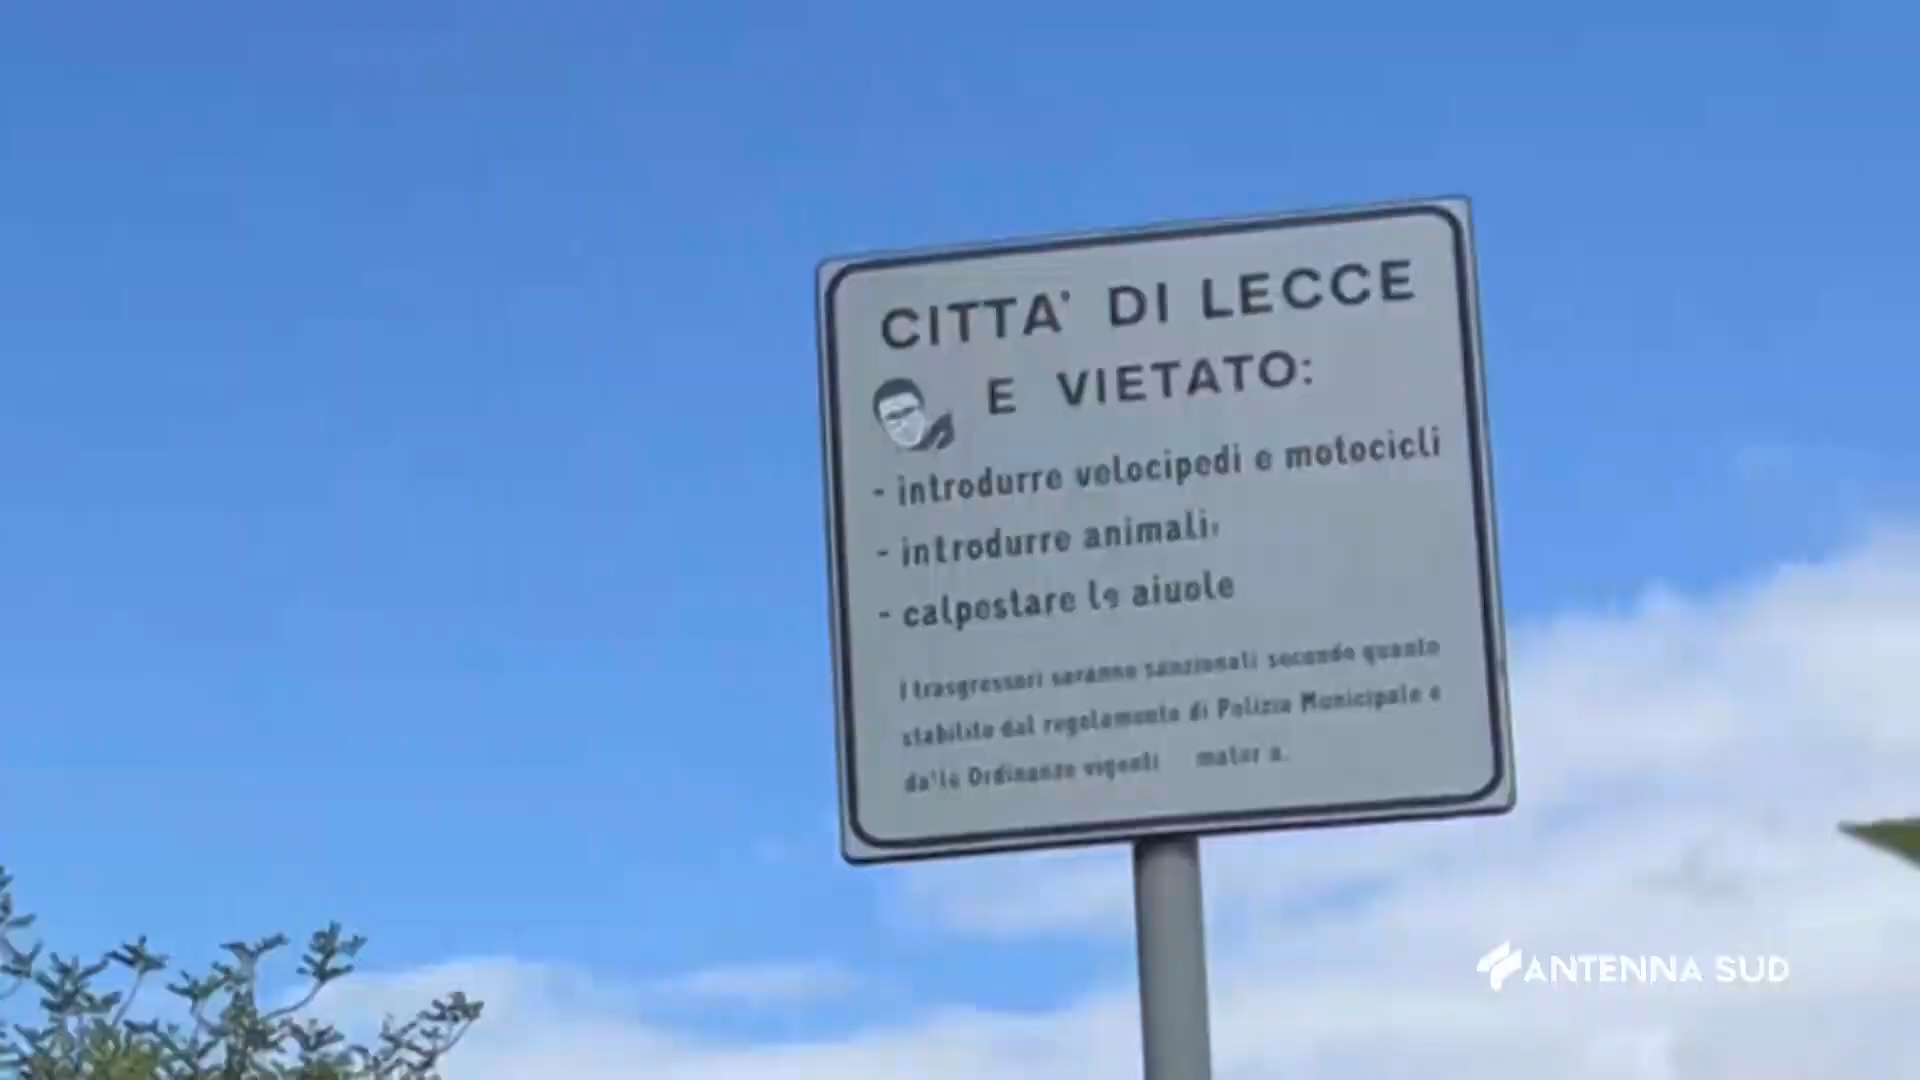 CITTA' DI LECCE
E VIETATO:
- introdurre velocipedi e motocicli
- introdurre animali
- calpestare le aiuole
I trasgressori saranno sanzionati secondo quanto
stabilito dal regolamento di Polizia Municipale e
dalle Ordinanze vigenti
ANTENNA SUD